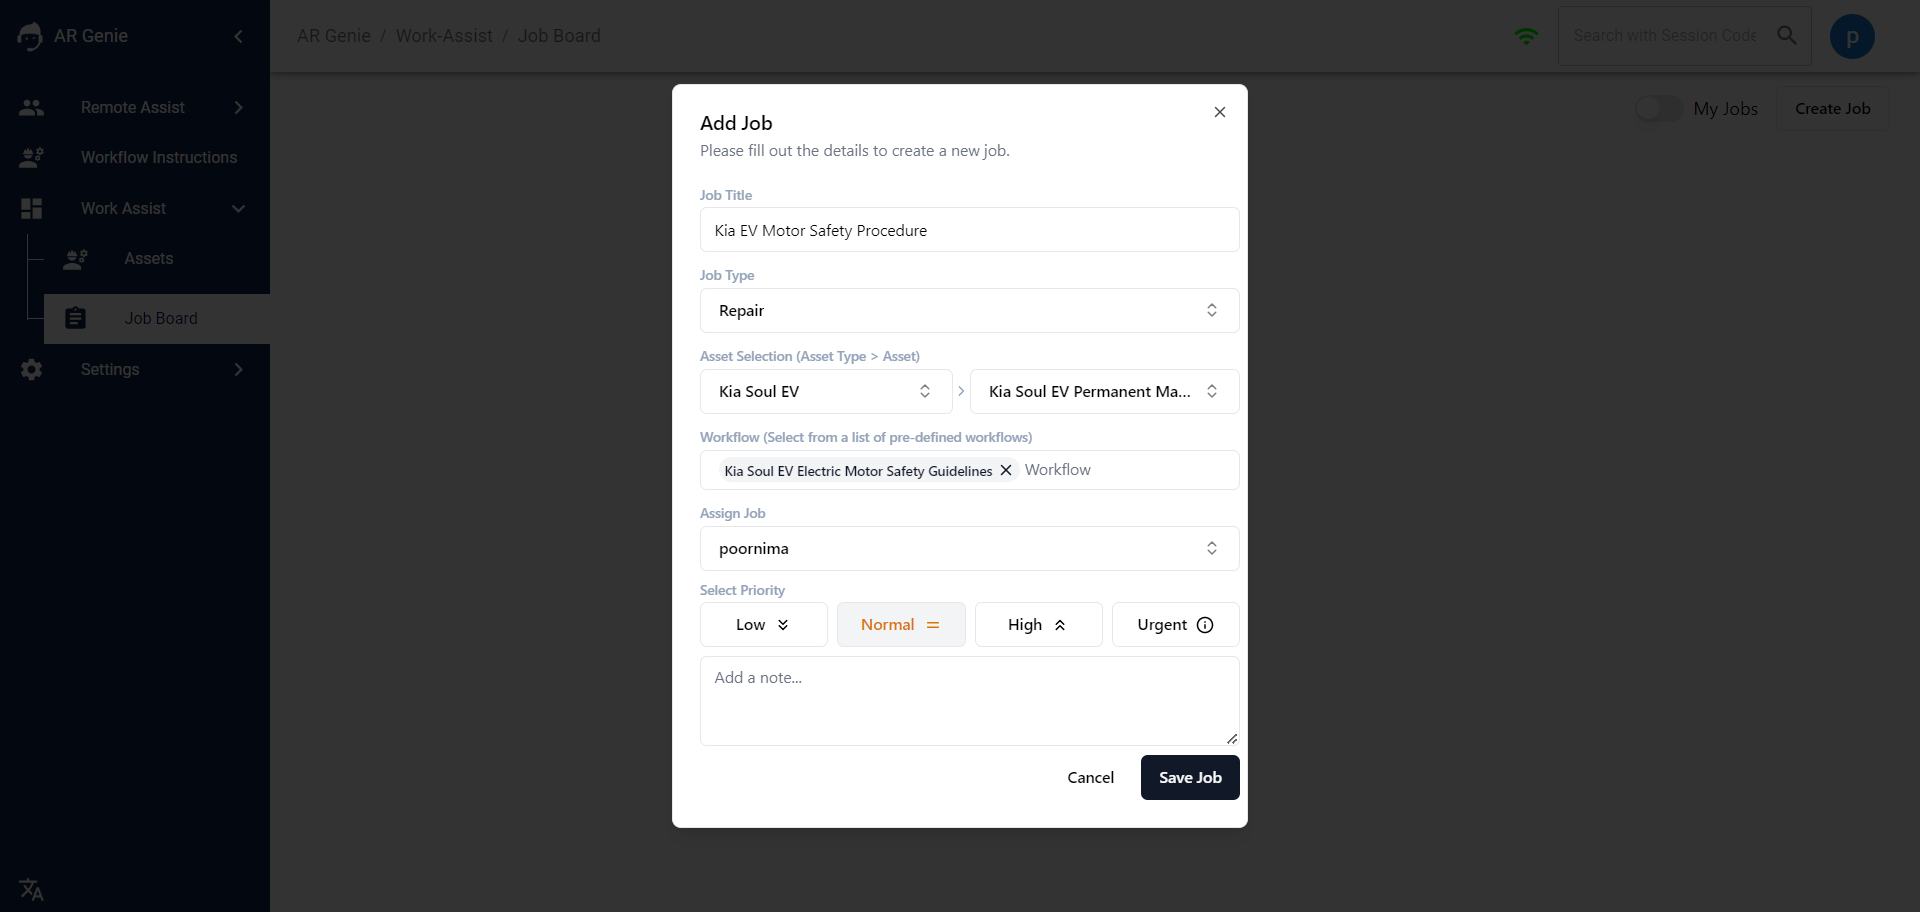 AR Genie
Remote Assist
Workflow Instructions
Work Assist
Assets
Job Board
Settings
AR Genie / Work-Assist / Job Board
Search with Session Code
p
My Jobs
Create Job
Add Job
Please fill out the details to create a new job.
Job Title
Kia EV Motor Safety Procedure
Job Type
Repair
Asset Selection (Asset Type > Asset)
Kia Soul EV > Kia Soul EV Permanent Ma...
Workflow (Select from a list of pre-defined workflows)
Kia Soul EV Electric Motor Safety Guidelines Workflow
Assign Job
poornima
Select Priority
Low Normal High Urgent
Add a note...
Cancel Save Job